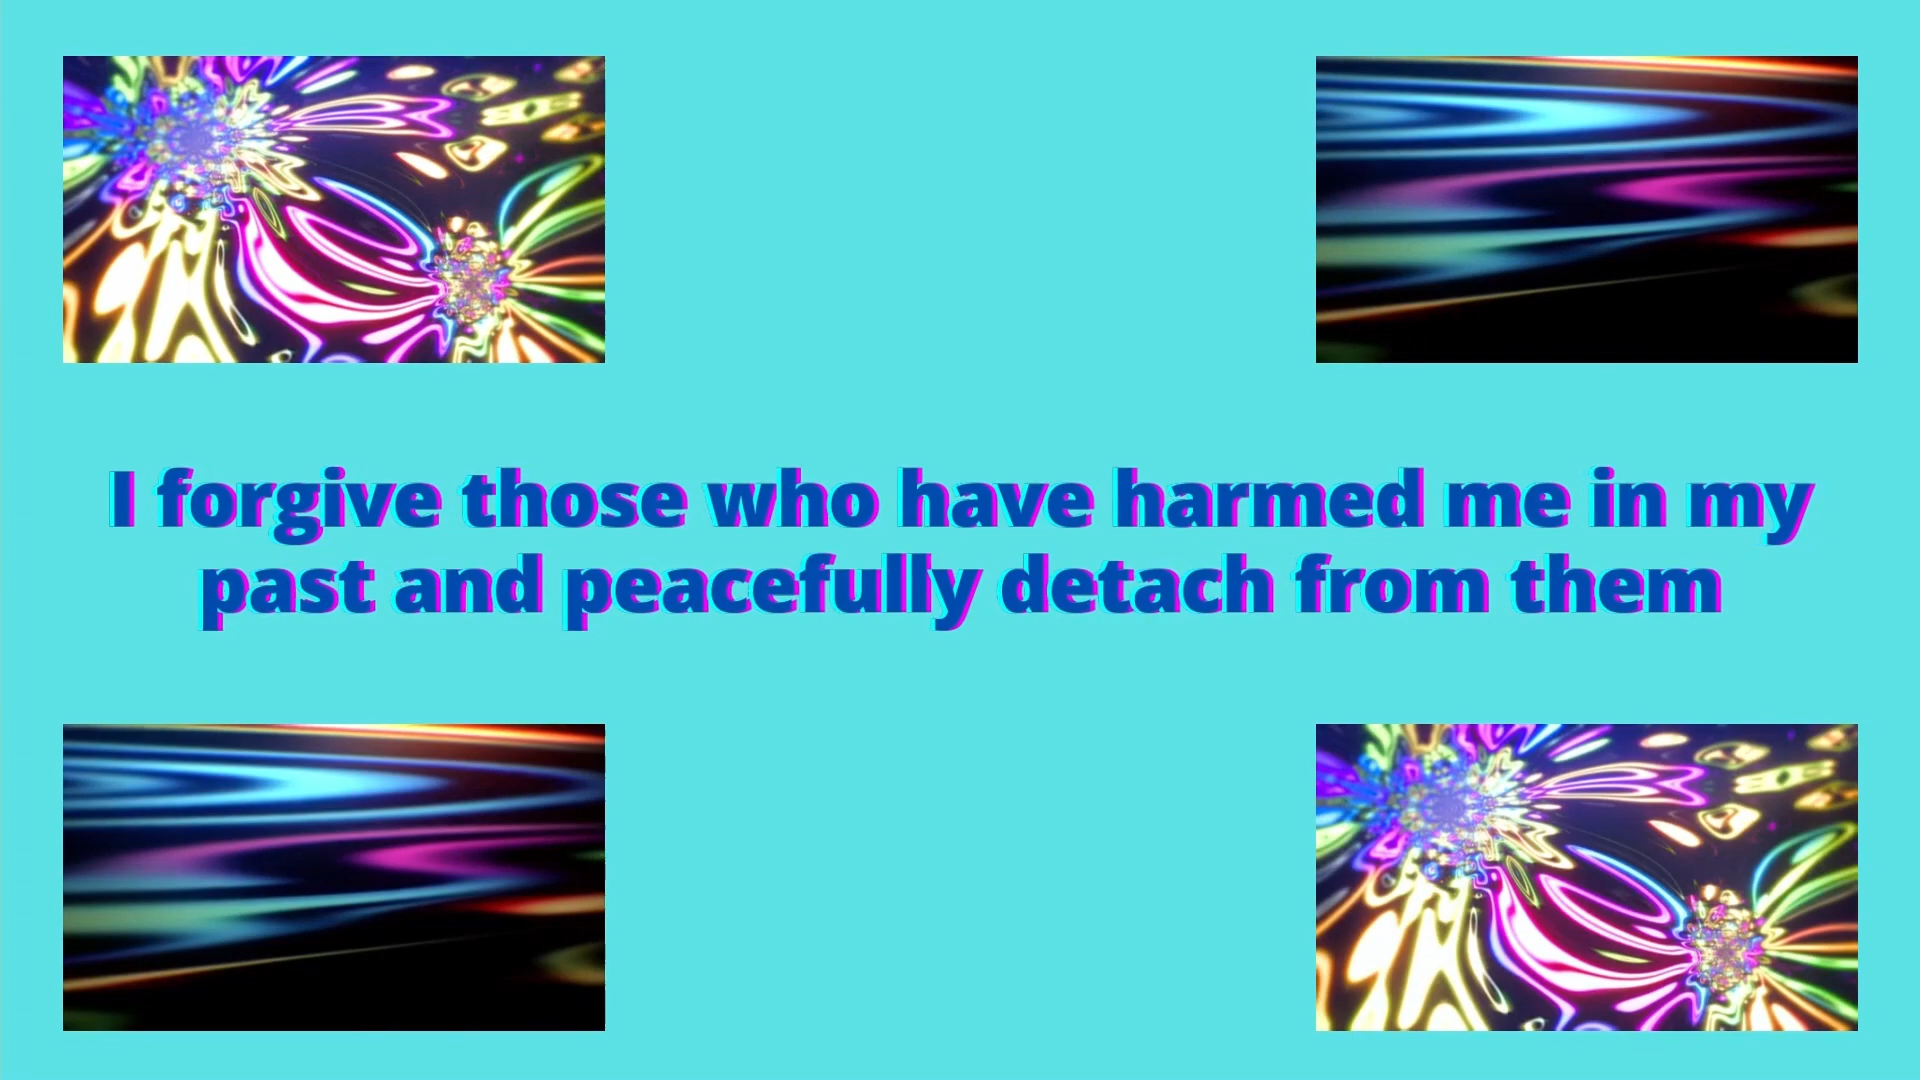 I forgive those who have harmed me in my
past and peacefully detach from them